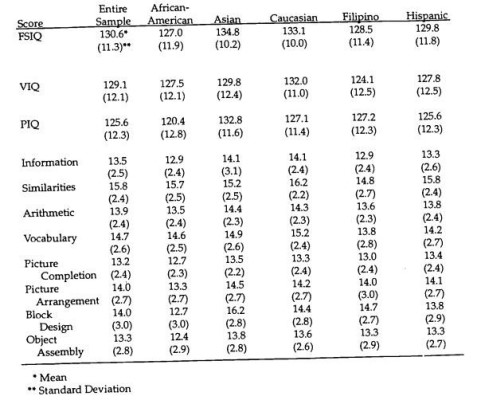 Score Entire Sample African-American Asian Caucasian Filipino Hispanic
FSIQ 130.6* 127.0 134.8 133.1 128.5 129.8
(11.3)** (11.9) (10.2) (10.0) (11.4) (11.8)
VIQ 129.1 127.5 129.8 132.0 124.1 127.8
(12.1) (12.1) (12.4) (11.0) (12.5) (12.5)
PIQ 125.6 120.4 132.8 127.1 127.2 125.6
(12.3) (12.8) (11.6) (11.4) (12.3) (12.3)
Information 13.5 12.9 14.1 14.1 12.9 13.3
(2.5) (2.4) (3.1) (2.4) (2.4) (2.6)
Similarities 15.8 15.7 15.2 16.2 14.8 15.8
(2.4) (2.5) (2.5) (2.2) (2.7) (2.4)
Arithmetic 13.9 13.5 14.4 14.3 13.6 13.8
(2.4) (2.4) (2.3) (2.3) (2.3) (2.4)
Vocabulary 14.7 14.6 14.9 15.2 13.8 14.2
(2.6) (2.5) (2.6) (2.4) (2.8) (2.7)
Picture 13.2 12.7 13.5 13.3 13.0 13.4
Completion (2.4) (2.3) (2.2) (2.4) (2.4) (2.4)
Picture 14.0 13.3 14.5 14.2 14.0 14.1
Arrangement (2.7) (2.7) (2.7) (2.7) (3.0) (2.7)
Block 14.0 12.7 16.2 14.4 14.7 13.8
Design (3.0) (3.0) (2.8) (2.8) (2.7) (2.9)
Object 13.3 12.4 13.8 13.6 13.3 13.3
Assembly (2.8) (2.9) (2.8) (2.6) (2.9) (2.7)
* Mean
** Standard Deviation